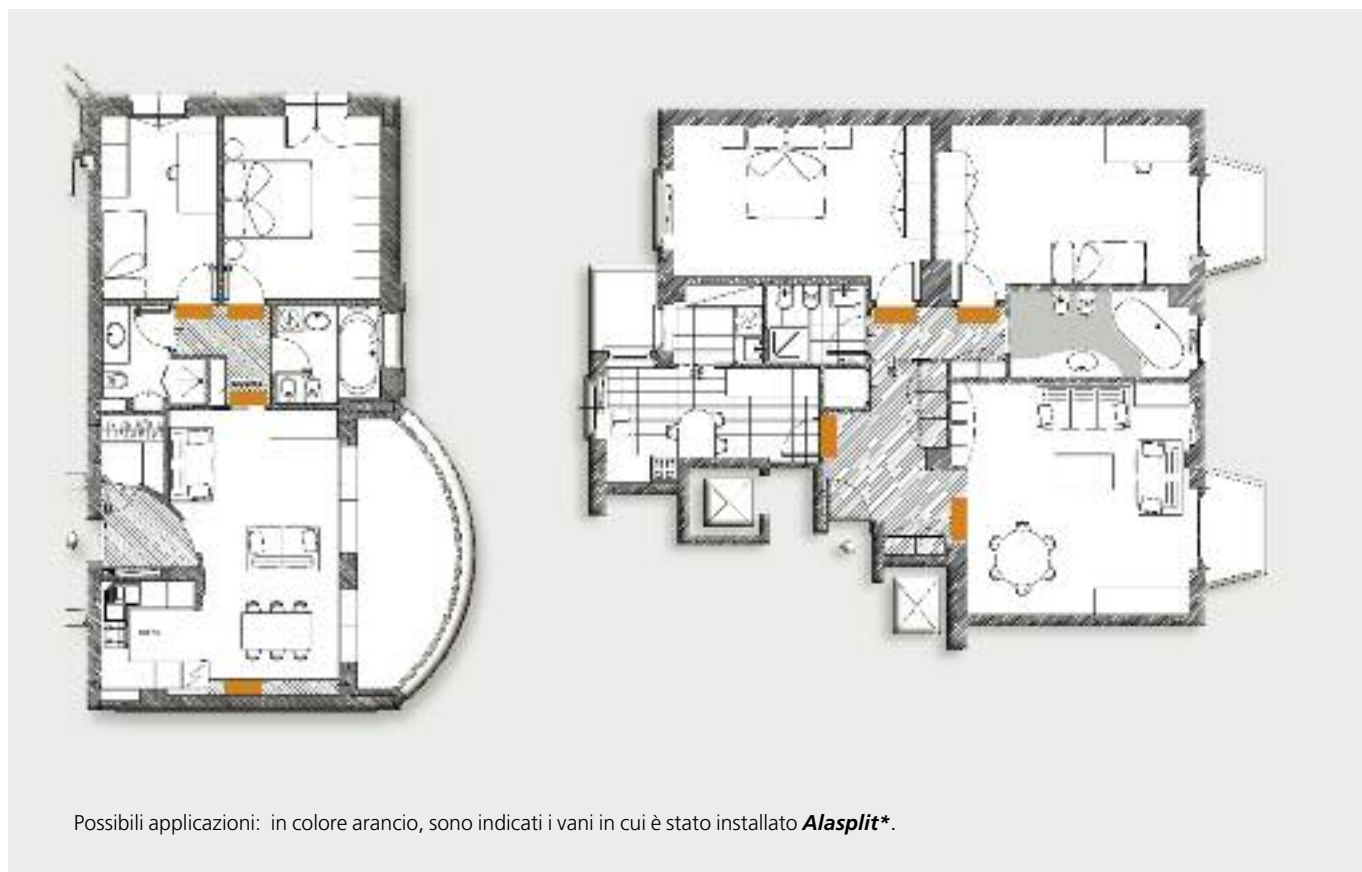 Possibili applicazioni: in colore arancio, sono indicati i vani in cui è stato installato Alasplit*.